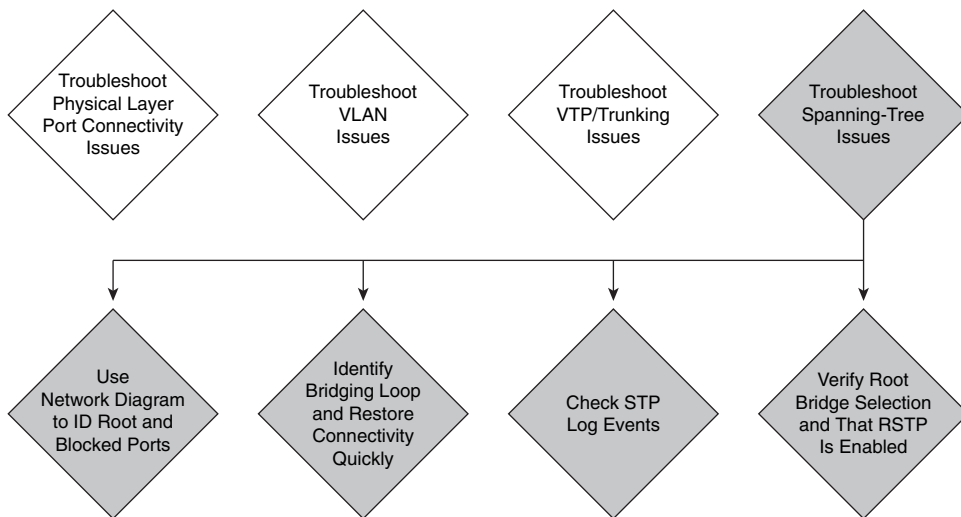 Troubleshoot
Physical Layer
Port Connectivity
Issues
Troubleshoot
VLAN
Issues
Troubleshoot
VTP/Trunking
Issues
Troubleshoot
Spanning-Tree
Issues
Use
Network Diagram
to ID Root and
Blocked Ports
Identify
Bridging Loop
and Restore
Connectivity
Quickly
Check STP
Log Events
Verify Root
Bridge Selection
and That RSTP
Is Enabled